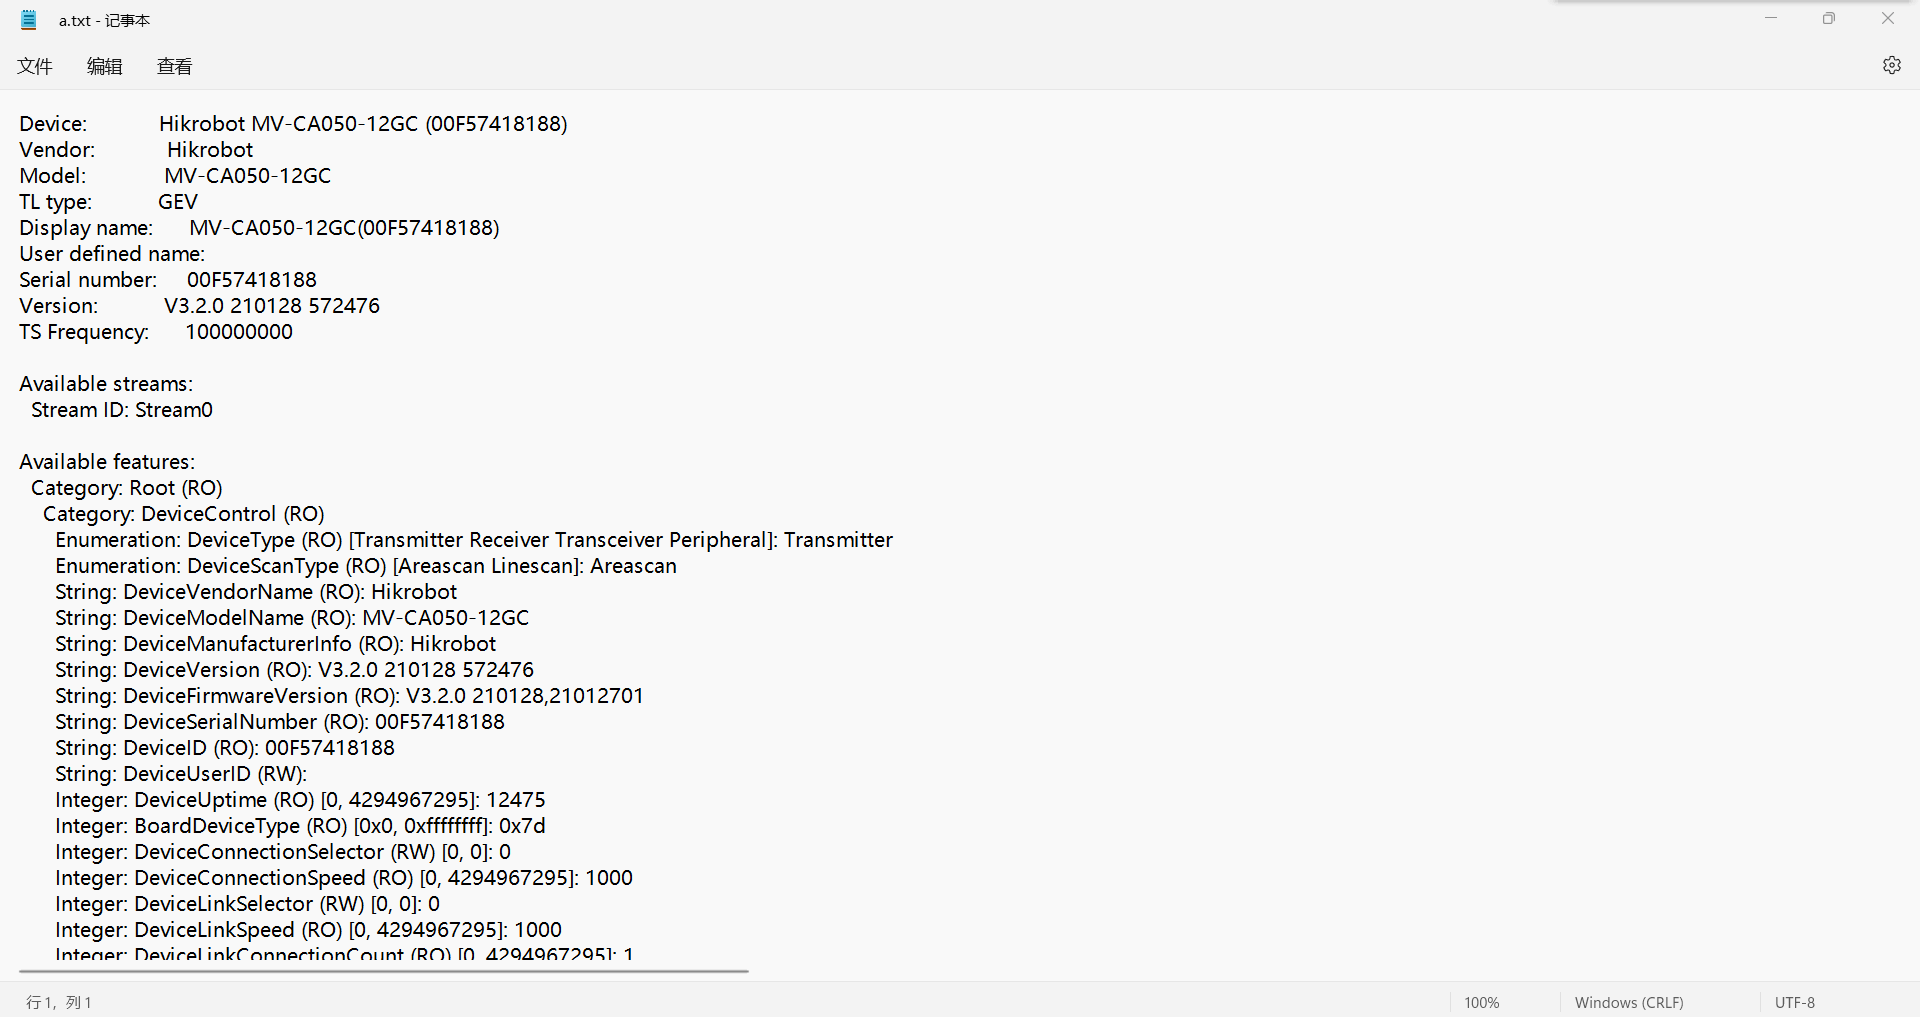 a.txt - 记事本
文件 编辑 查看
Device: Hikrobot MV-CA050-12GC (00F57418188)
Vendor: Hikrobot
Model: MV-CA050-12GC
TL type: GEV
Display name: MV-CA050-12GC(00F57418188)
User defined name:
Serial number: 00F57418188
Version: V3.2.0 210128 572476
TS Frequency: 100000000
Available streams:
Stream ID: Stream0
Available features:
Category: Root (RO)
Category: DeviceControl (RO)
Enumeration: DeviceType (RO) [Transmitter Receiver Transceiver Peripheral]: Transmitter
Enumeration: DeviceScanType (RO) [Areascan Linescan]: Areascan
String: DeviceVendorName (RO): Hikrobot
String: DeviceModelName (RO): MV-CA050-12GC
String: DeviceManufacturerInfo (RO): Hikrobot
String: DeviceVersion (RO): V3.2.0 210128 572476
String: DeviceFirmwareVersion (RO): V3.2.0 210128,21012701
String: DeviceSerialNumber (RO): 00F57418188
String: DeviceID (RO): 00F57418188
String: DeviceUserID (RW):
Integer: DeviceUptime (RO) [0, 4294967295]: 12475
Integer: BoardDeviceType (RO) [0x0, 0xffffffff]: 0x7d
Integer: DeviceConnectionSelector (RW) [0, 0]: 0
Integer: DeviceConnectionSpeed (RO) [0, 4294967295]: 1000
Integer: DeviceLinkSelector (RW) [0, 0]: 0
Integer: DeviceLinkSpeed (RO) [0, 4294967295]: 1000
Integer: DeviceLinkConnectionCount (RO) [0, 4294967295]: 1
行 1，列 1 100% Windows (CRLF) UTF-8